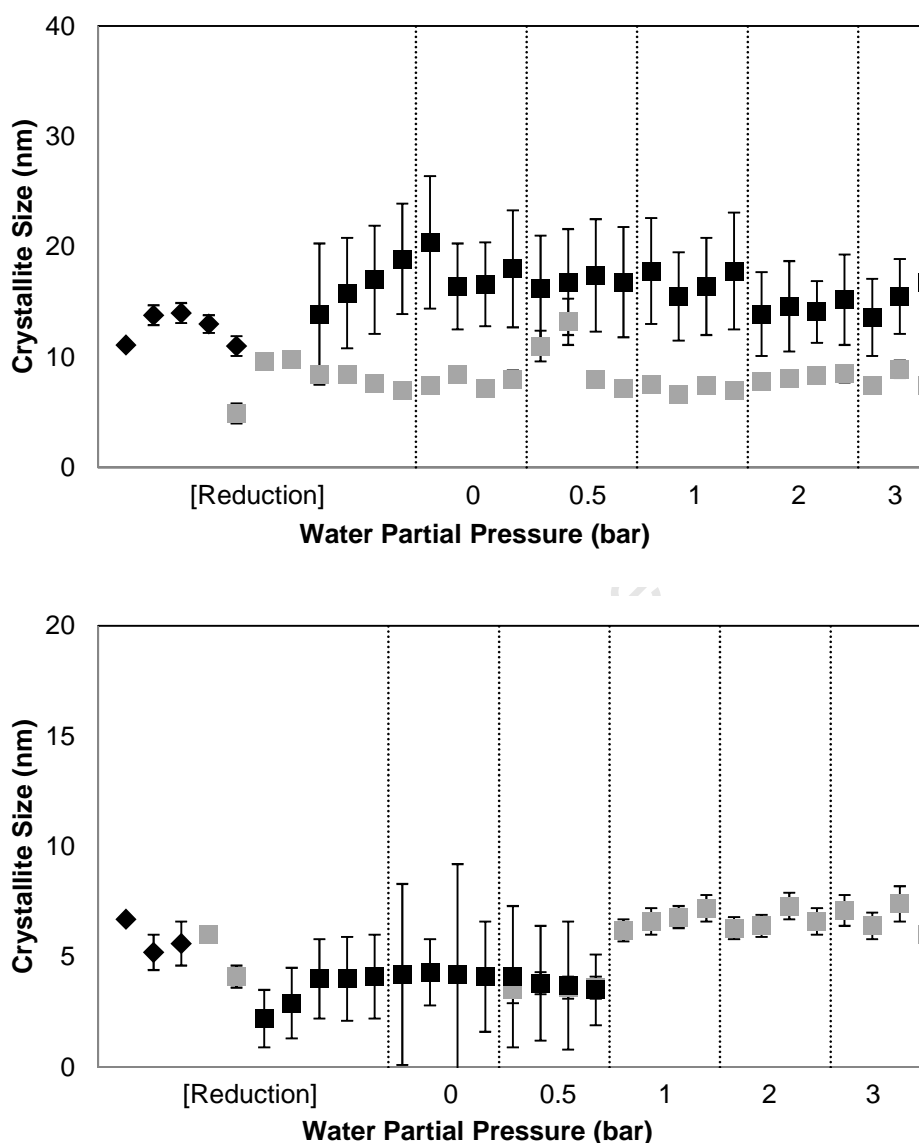 40
30
20
10
0
Crystallite Size (nm)
[Reduction] 0 0.5 1 2 3
Water Partial Pressure (bar)
20
15
10
5
0
Crystallite Size (nm)
[Reduction] 0 0.5 1 2 3
Water Partial Pressure (bar)